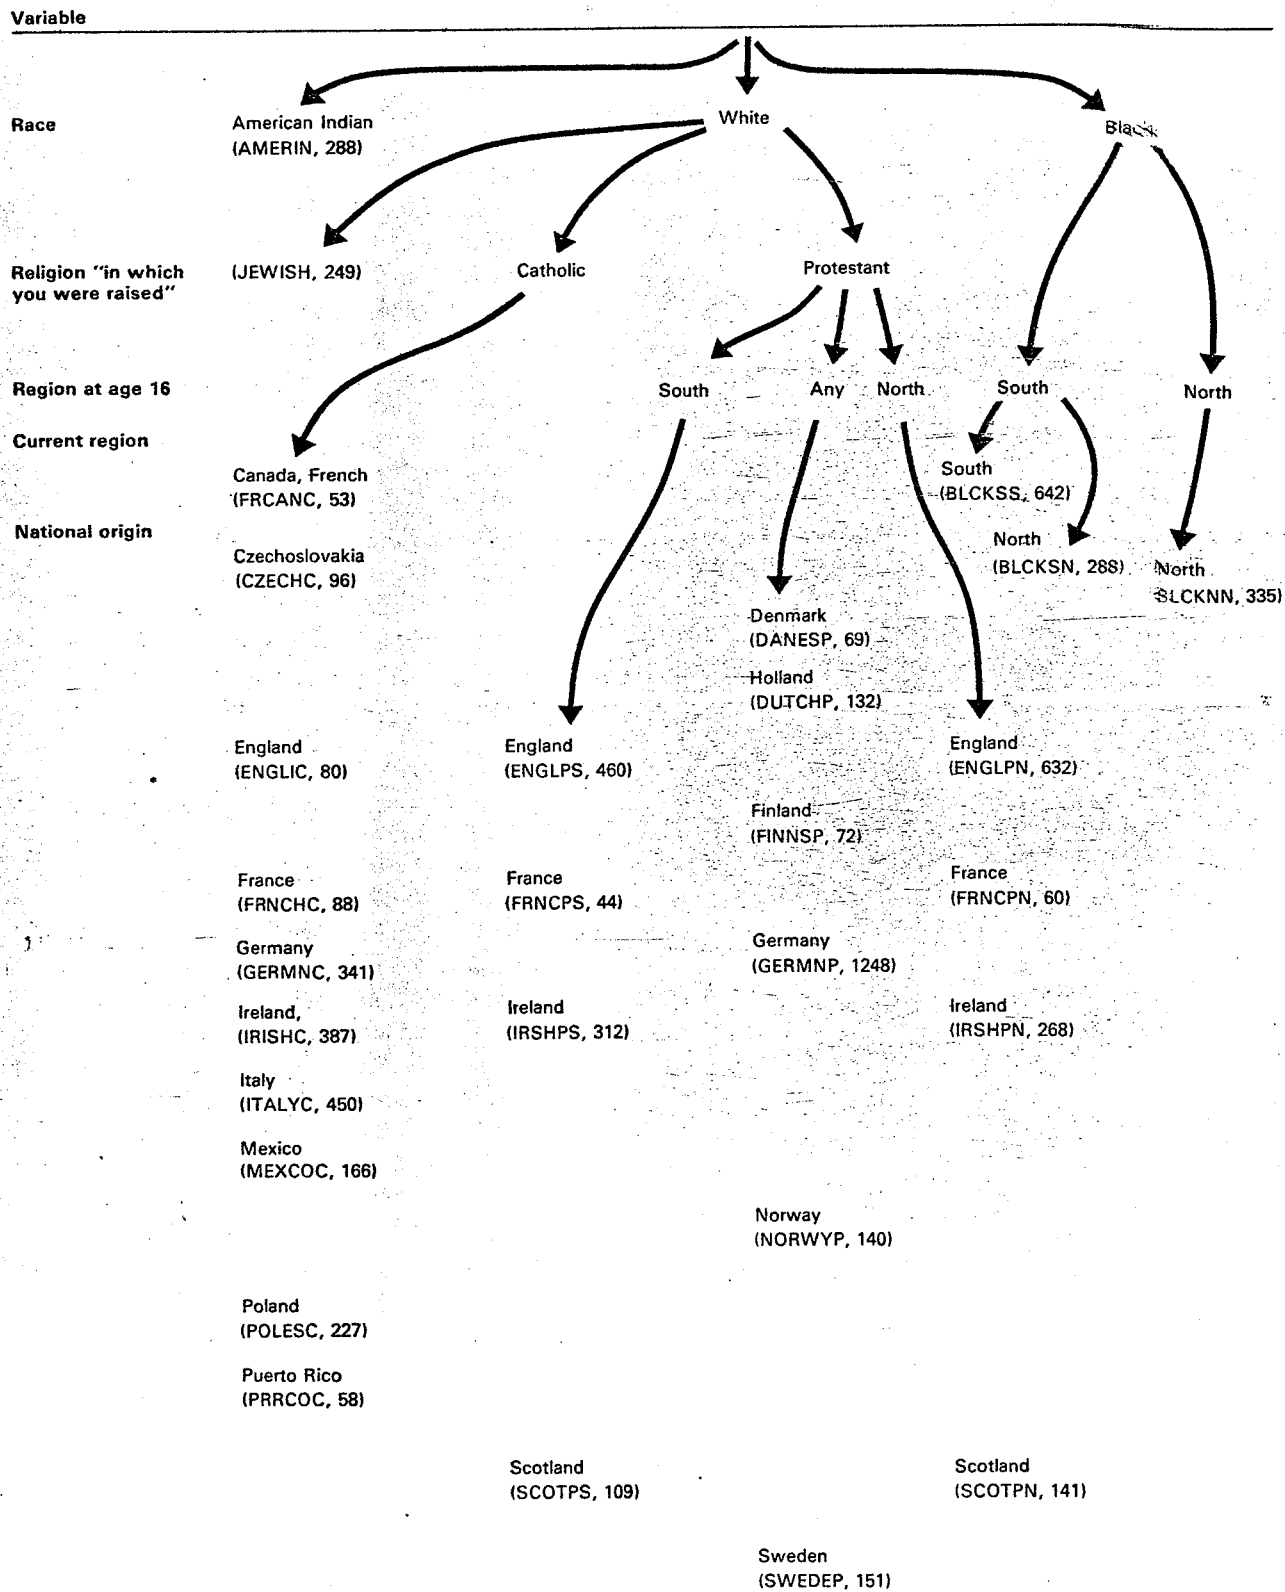 Variable
Race
American Indian
(AMERIN, 288)
White
Black
Religion "in which
you were raised"
(JEWISH, 249)
Catholic
Protestant
Region at age 16
South
Any
North
South
North
Current region
Canada, French
(FRCANC, 53)
South
(BLCKSS, 642)
National origin
North
(BLCKSN, 288)
North
BLCKNN, 335)
Czechoslovakia
(CZECHC, 96)
Denmark
(DANESP, 69)
Holland
(DUTCHP, 132)
England
(ENGLIC, 80)
England
(ENGLPS, 460)
England
(ENGLPN, 632)
Finland
(FINNSP, 72)
France
(FRNCHC, 88)
France
(FRNCPS, 44)
France
(FRNCPN, 60)
Germany
(GERMNC, 341)
Germany
(GERMNP, 1248)
Ireland,
(IRISHC, 387)
Ireland
(IRSHPS, 312)
Ireland
(IRSHPN, 268)
Italy
(ITALYC, 450)
Mexico
(MEXCOC, 166)
Norway
(NORWYP, 140)
Poland
(POLESC, 227)
Puerto Rico
(PRRCOC, 58)
Scotland
(SCOTPS, 109)
Scotland
(SCOTPN, 141)
Sweden
(SWEDEP, 151)